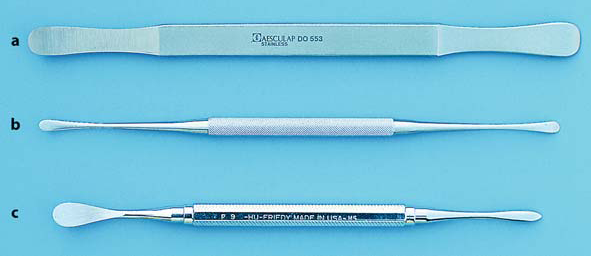 a
AESCULAP DO 553
STAINLESS
b
c
P 9 -HU-FRIEDY MADE IN USA-